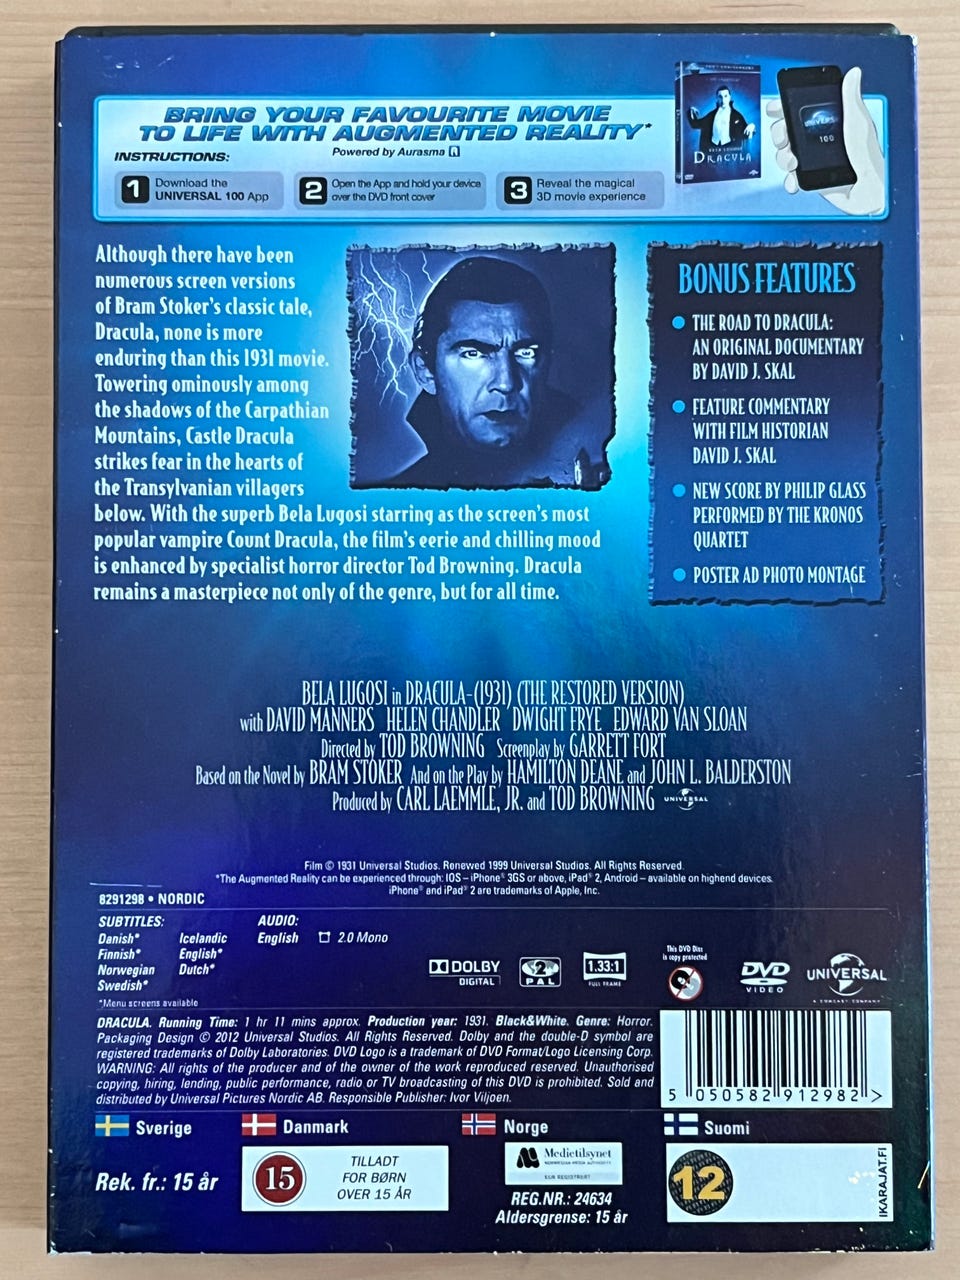 BRING YOUR FAVOURITE MOVIE
TO LIFE WITH AUGMENTED REALITY*
Powered by Aurasma
INSTRUCTIONS:
1 Download the
UNIVERSAL 100 App
2 Open the App and hold your device
over the DVD front cover
3 Reveal the magical
3D movie experience
DRACULA
UNIVERSAL
100
Although there have been
numerous screen versions
of Bram Stoker's classic tale,
Dracula, none is more
enduring than this 1931 movie.
Towering ominously among
the shadows of the Carpathian
Mountains, Castle Dracula
strikes fear in the hearts of
the Transylvanian villagers
below. With the superb Bela Lugosi starring as the screen's most
popular vampire Count Dracula, the film's eerie and chilling mood
is enhanced by specialist horror director Tod Browning. Dracula
remains a masterpiece not only of the genre, but for all time.
BONUS FEATURES
THE ROAD TO DRACULA:
AN ORIGINAL DOCUMENTARY
BY DAVID J. SKAL
FEATURE COMMENTARY
WITH FILM HISTORIAN
DAVID J. SKAL
NEW SCORE BY PHILIP GLASS
PERFORMED BY THE KRONOS
QUARTET
POSTER AD PHOTO MONTAGE
BELA LUGOSI in DRACULA-(1931) (THE RESTORED VERSION)
with DAVID MANNERS HELEN CHANDLER DWIGHT FRYE EDWARD VAN SLOAN
Directed by TOD BROWNING Screenplay by GARRETT FORT
Based on the Novel by BRAM STOKER And on the Play by HAMILTON DEANE and JOHN L. BALDERSTON
Produced by CARL LAEMMLE, JR. and TOD BROWNING UNIVERSAL
Film © 1931 Universal Studios. Renewed 1999 Universal Studios. All Rights Reserved.
*The Augmented Reality can be experienced through: IOS – iPhone® 3GS or above, iPad® 2, Android – available on highend devices.
iPhone® and iPad® 2 are trademarks of Apple, Inc.
8291298 • NORDIC
SUBTITLES:
Danish* Icelandic
Finnish* English*
Norwegian Dutch*
Swedish*
*Menu screens available
AUDIO:
English 2.0 Mono
DOLBY
DIGITAL
2
PAL
1.33:1
FULL FRAME
This DVD Disc
is copy protected
DVD
VIDEO
UNIVERSAL
A COMCAST COMPANY
DRACULA. Running Time: 1 hr 11 mins approx. Production year: 1931. Black&White. Genre: Horror.
Packaging Design © 2012 Universal Studios. All Rights Reserved. Dolby and the double-D symbol are
registered trademarks of Dolby Laboratories. DVD Logo is a trademark of DVD Format/Logo Licensing Corp.
WARNING: All rights of the producer and of the owner of the work reproduced reserved. Unauthorised
copying, hiring, lending, public performance, radio or TV broadcasting of this DVD is prohibited. Sold and
distributed by Universal Pictures Nordic AB. Responsible Publisher: Ivor Viljoen.
5 050582 912982 >
Sverige
Rek. fr.: 15 år
Danmark
15
TILLADT
FOR BØRN
OVER 15 ÅR
Norge
Medietilsynet
NORWEGIAN MEDIA AUTHORITY
REG.NR.: 24634
Aldersgrense: 15 år
Suomi
12
IKARAJAT.FI